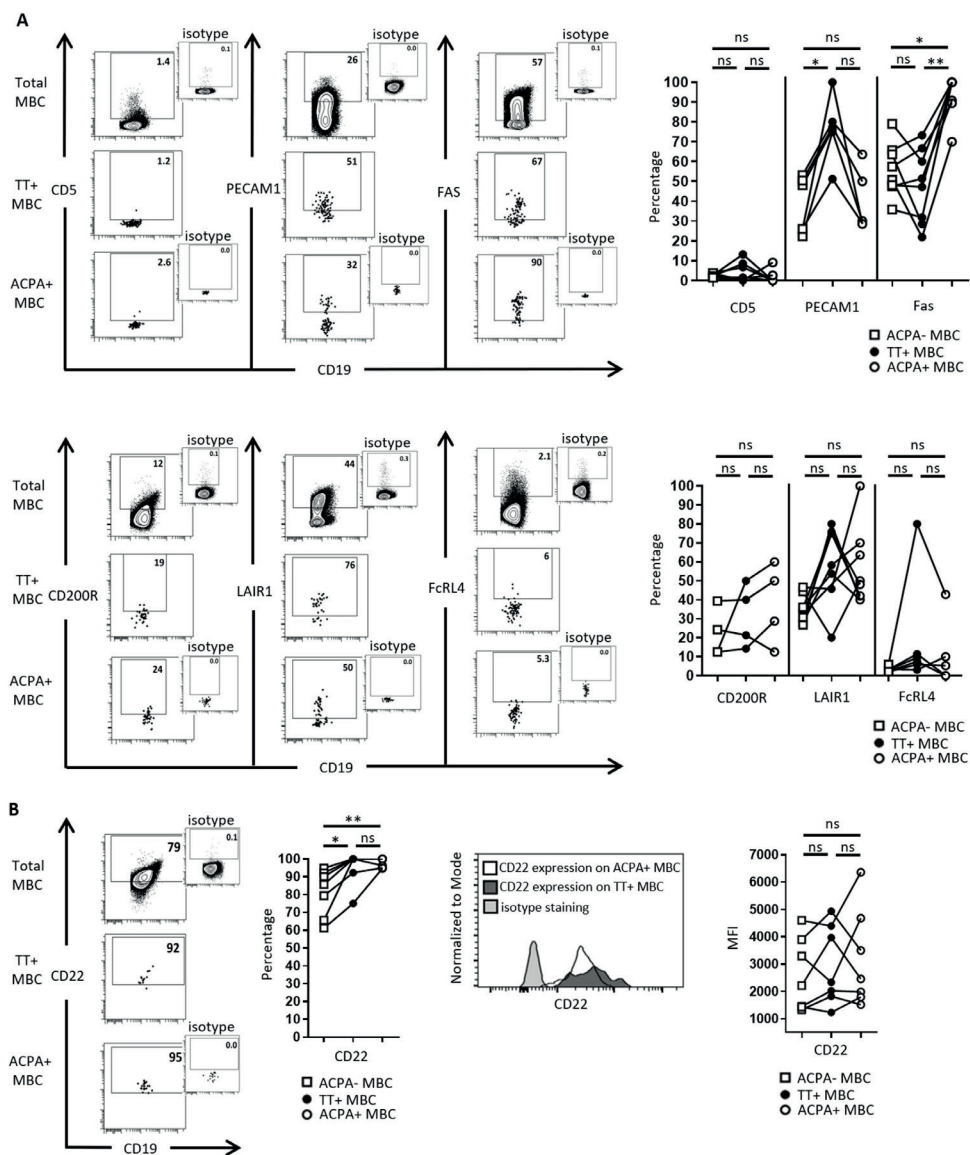 A
isotype isotype isotype
Total MBC
1.4 0.1 26 0.0 57 0.1
TT+ MBC
CD5 1.2 PECAM1 51 FAS 67
isotype isotype isotype
ACPA+ MBC
2.6 0.0 32 0.0 90 0.0
CD19
ns ns *
ns ns * ns ns **
Percentage
100
90
80
70
60
50
40
30
20
10
0
CD5 PECAM1 Fas
ACPA- MBC
TT+ MBC
ACPA+ MBC
isotype isotype isotype
Total MBC
12 0.1 44 0.3 2.1 0.2
TT+ MBC
CD200R 19 LAIR1 76 FcRL4 6
isotype isotype isotype
ACPA+ MBC
24 0.0 50 0.0 5.3 0.0
CD19
ns ns ns
ns ns ns ns ns ns
Percentage
100
90
80
70
60
50
40
30
20
10
0
CD200R LAIR1 FcRL4
ACPA- MBC
TT+ MBC
ACPA+ MBC
B
isotype
Total MBC
79 0.1
TT+ MBC
CD22 92
isotype
ACPA+ MBC
95 0.0
CD19
**
* ns
Percentage
100
90
80
70
60
50
40
30
20
10
0
CD22
ACPA- MBC
TT+ MBC
ACPA+ MBC
Normalized to Mode
CD22 expression on ACPA+ MBC
CD22 expression on TT+ MBC
isotype staining
CD22
ns
ns ns
MFI
7000
6000
5000
4000
3000
2000
1000
CD22
ACPA- MBC
TT+ MBC
ACPA+ MBC